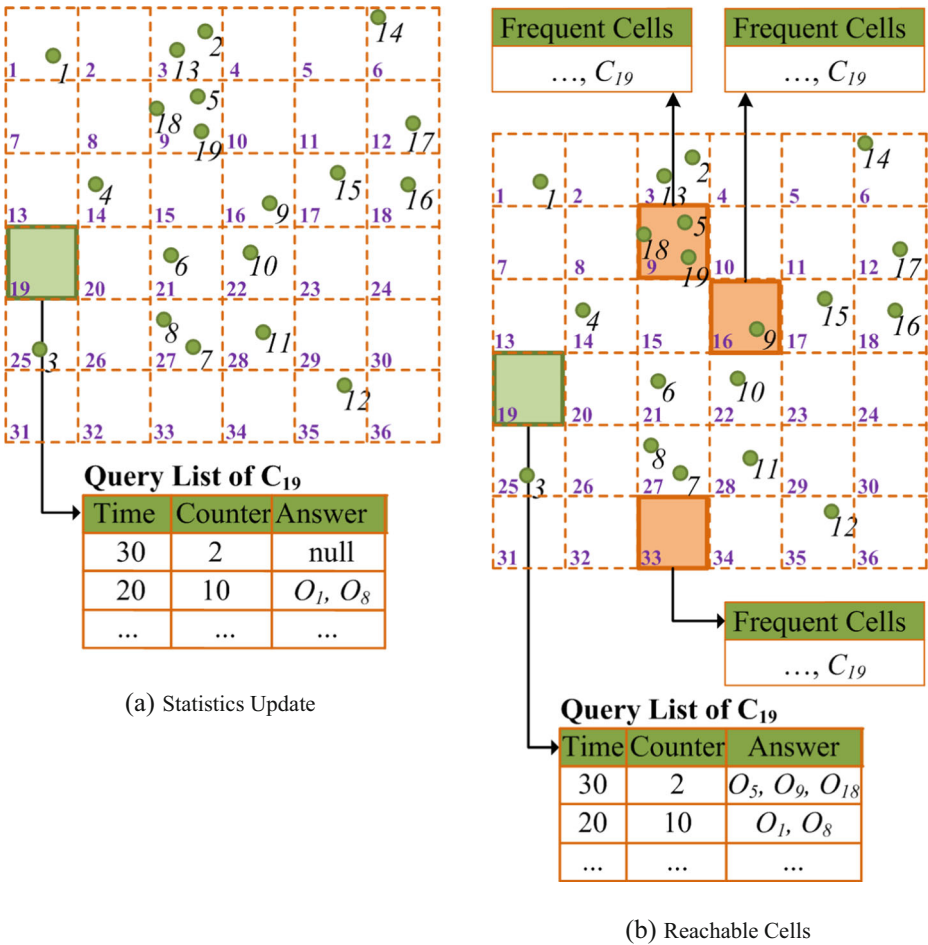 14
2
1 1 2 3 13 4 5 6
5
18
17
7 8 9 19 10 11 12
4 15 16
13 14 15 16 9 17 18
6 10
19 20 21 22 23 24
8 11
25 3 26 27 7 28 29 30
12
31 32 33 34 35 36
Query List of C19
Time Counter Answer
30 2 null
20 10 O1, O8
... ... ...
(a) Statistics Update
Frequent Cells Frequent Cells
…, C19 …, C19
14
2
1 1 2 3 13 4 5 6
5
18 17
7 8 9 19 10 11 12
4 15 16
13 14 15 16 9 17 18
6 10
19 20 21 22 23 24
8 11
25 3 26 27 7 28 29 30
12
31 32 33 34 35 36
Frequent Cells
…, C19
Query List of C19
Time Counter Answer
30 2 O5, O9, O18
20 10 O1, O8
... ... ...
(b) Reachable Cells